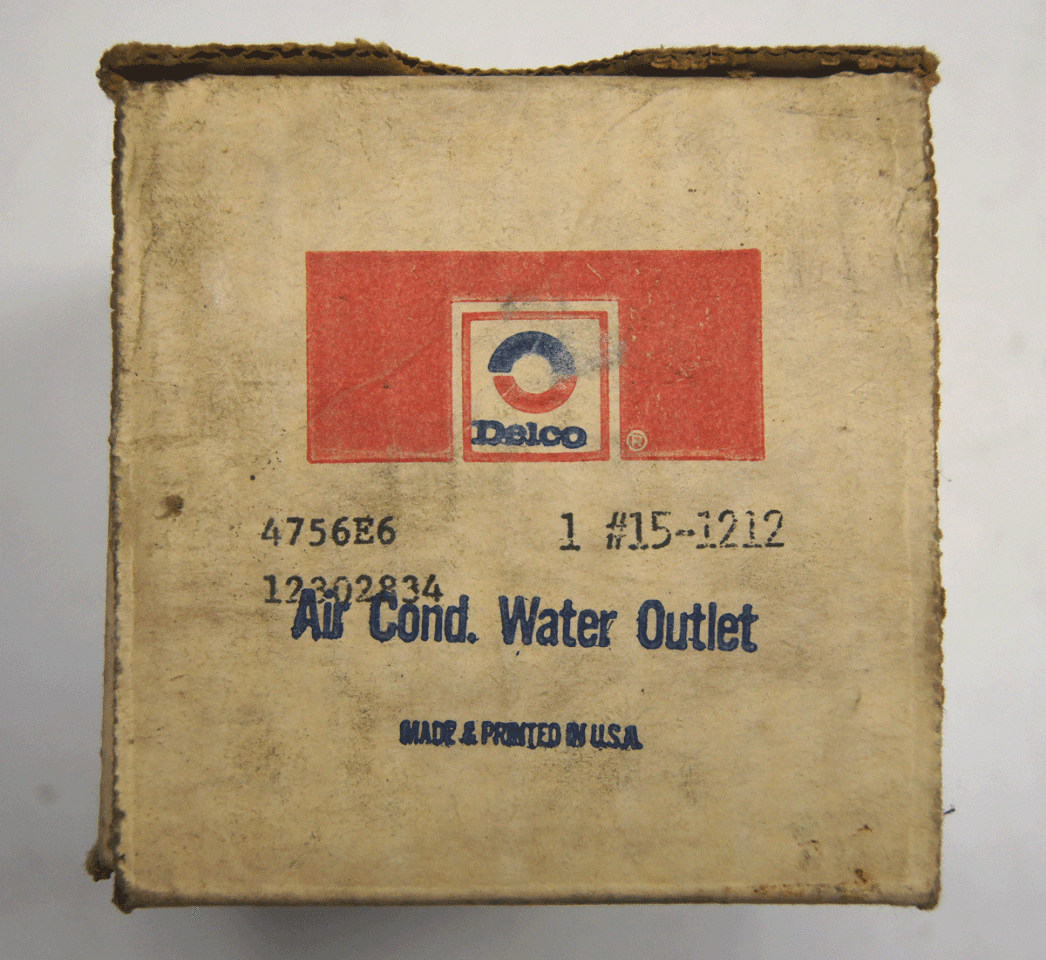 Delco ®
4756E6 1 #15-1212
12302834
Air Cond. Water Outlet
MADE & PRINTED IN U.S.A.